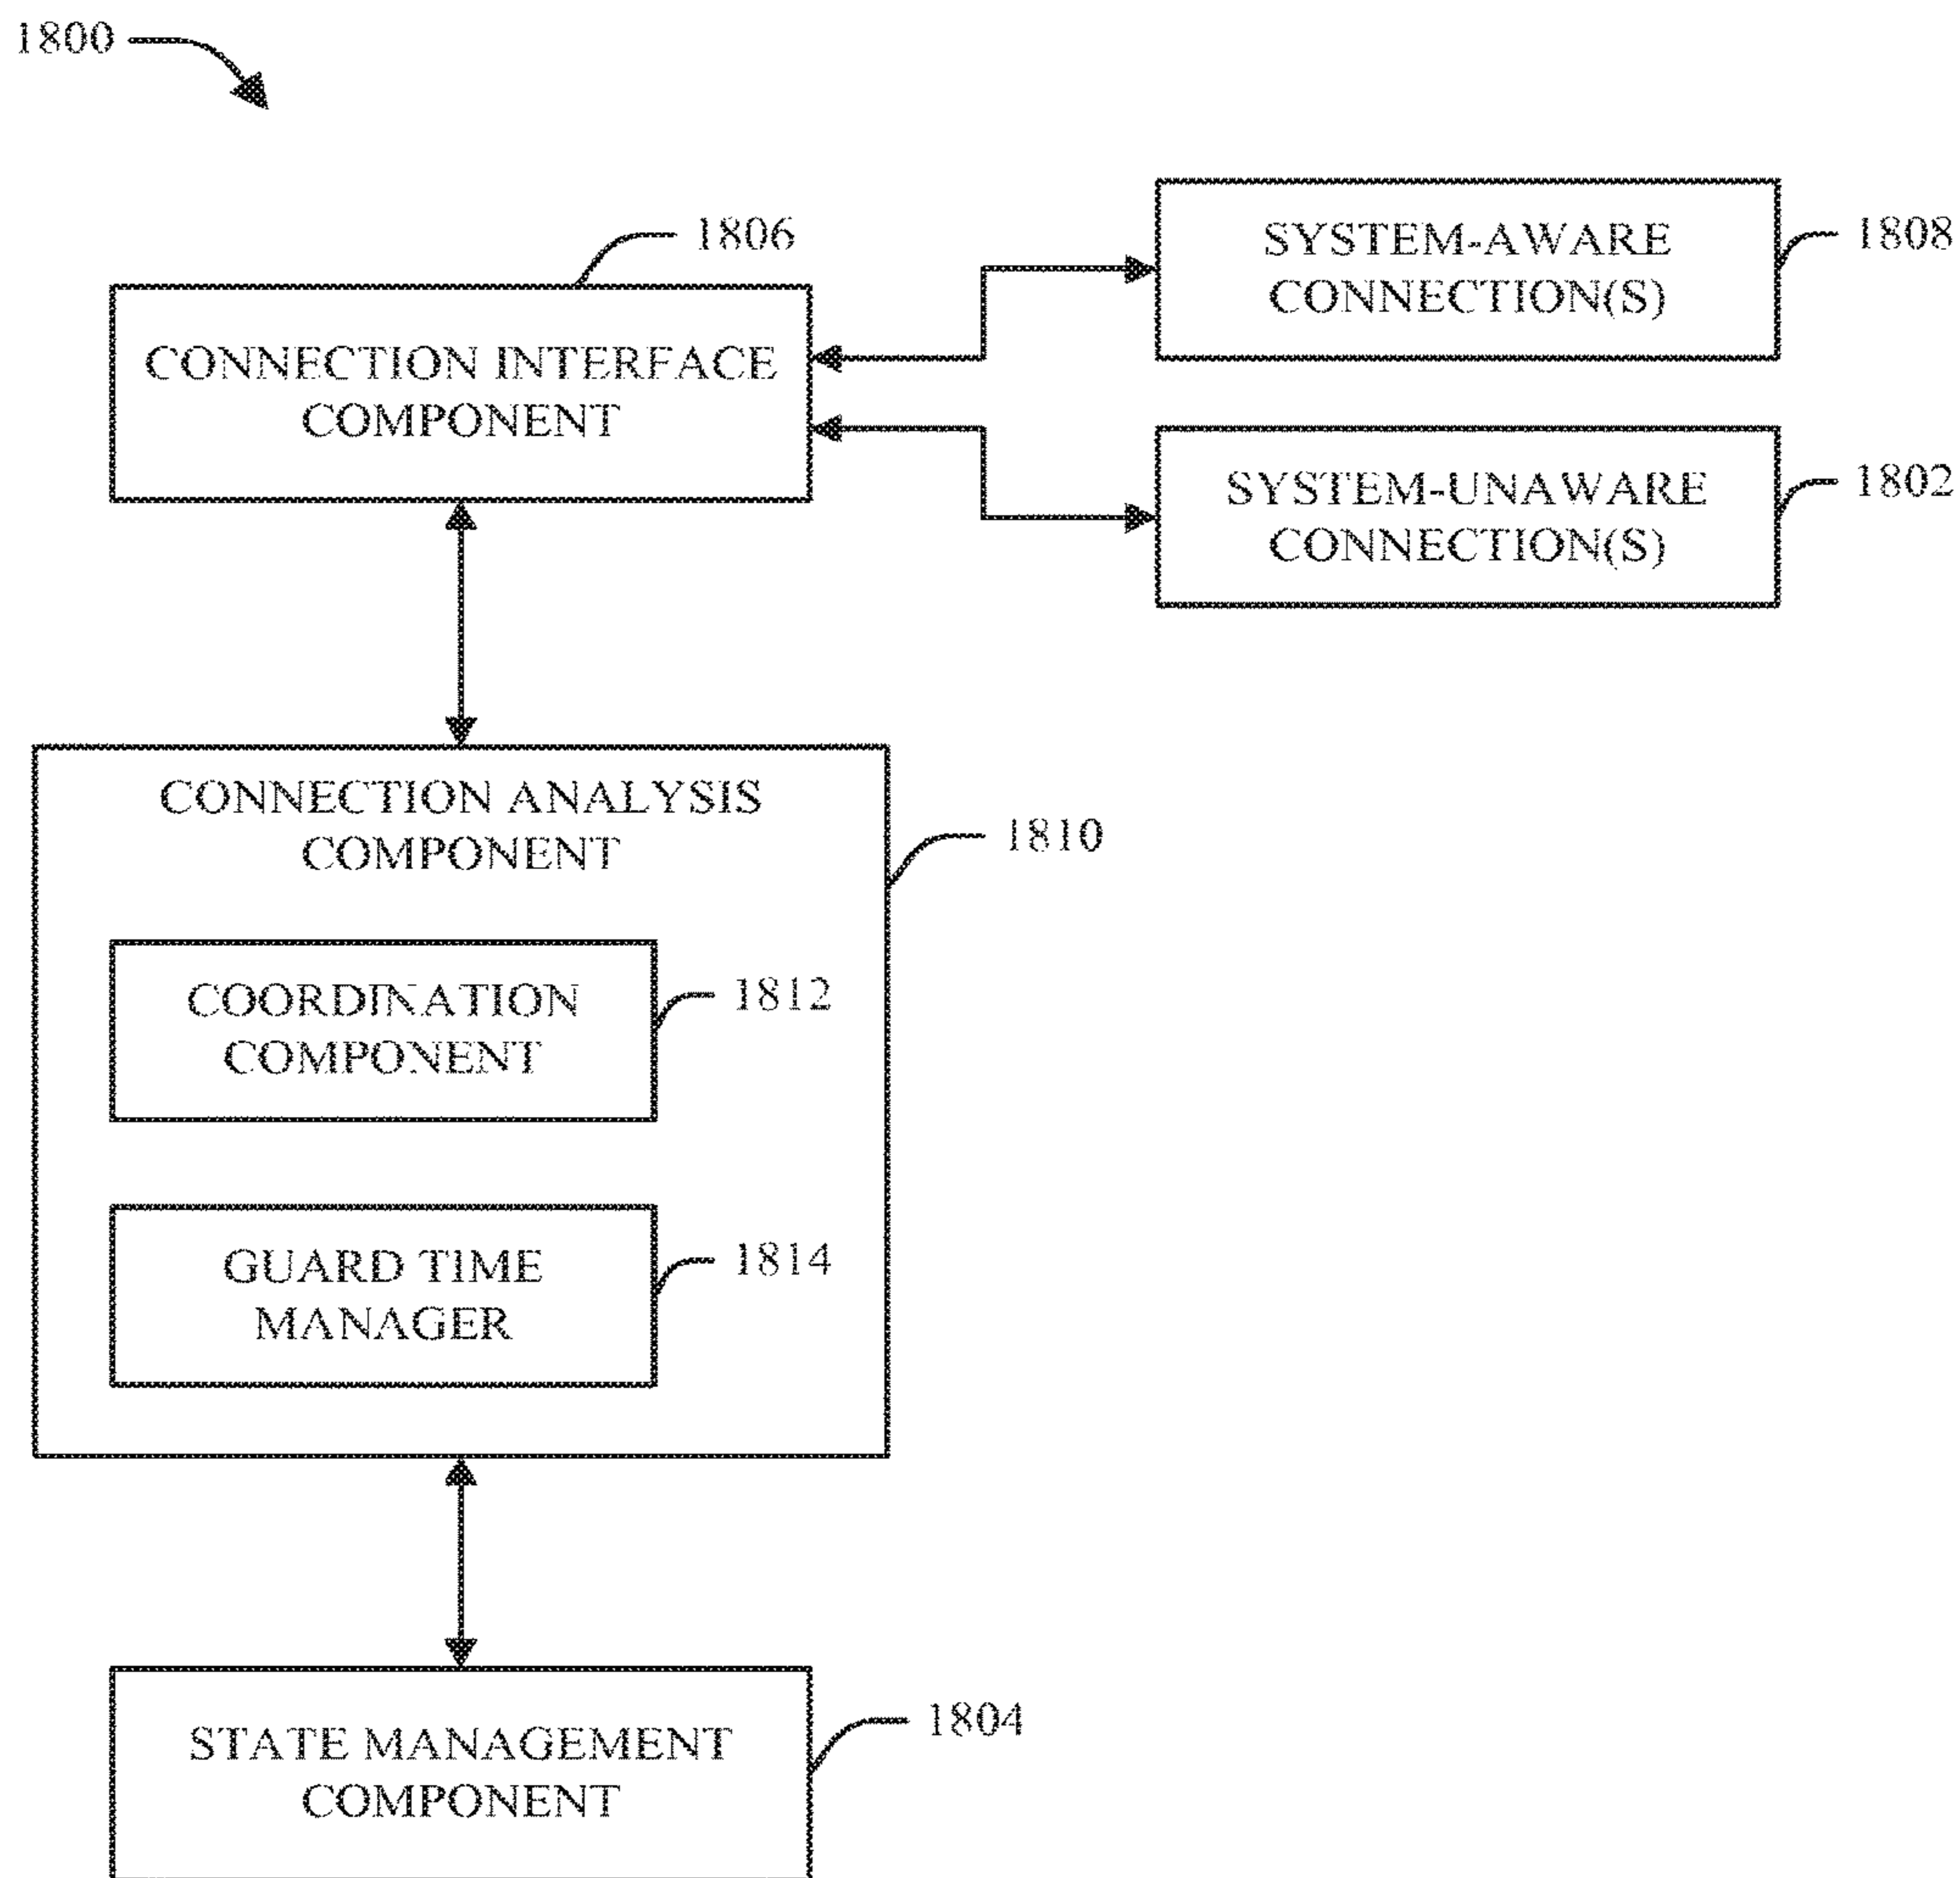 1800
1806
SYSTEM-AWARE
CONNECTION(S)
1808
CONNECTION INTERFACE
COMPONENT
SYSTEM-UNAWARE
CONNECTION(S)
1802
CONNECTION ANALYSIS
COMPONENT
1810
COORDINATION
COMPONENT
1812
GUARD TIME
MANAGER
1814
STATE MANAGEMENT
COMPONENT
1804